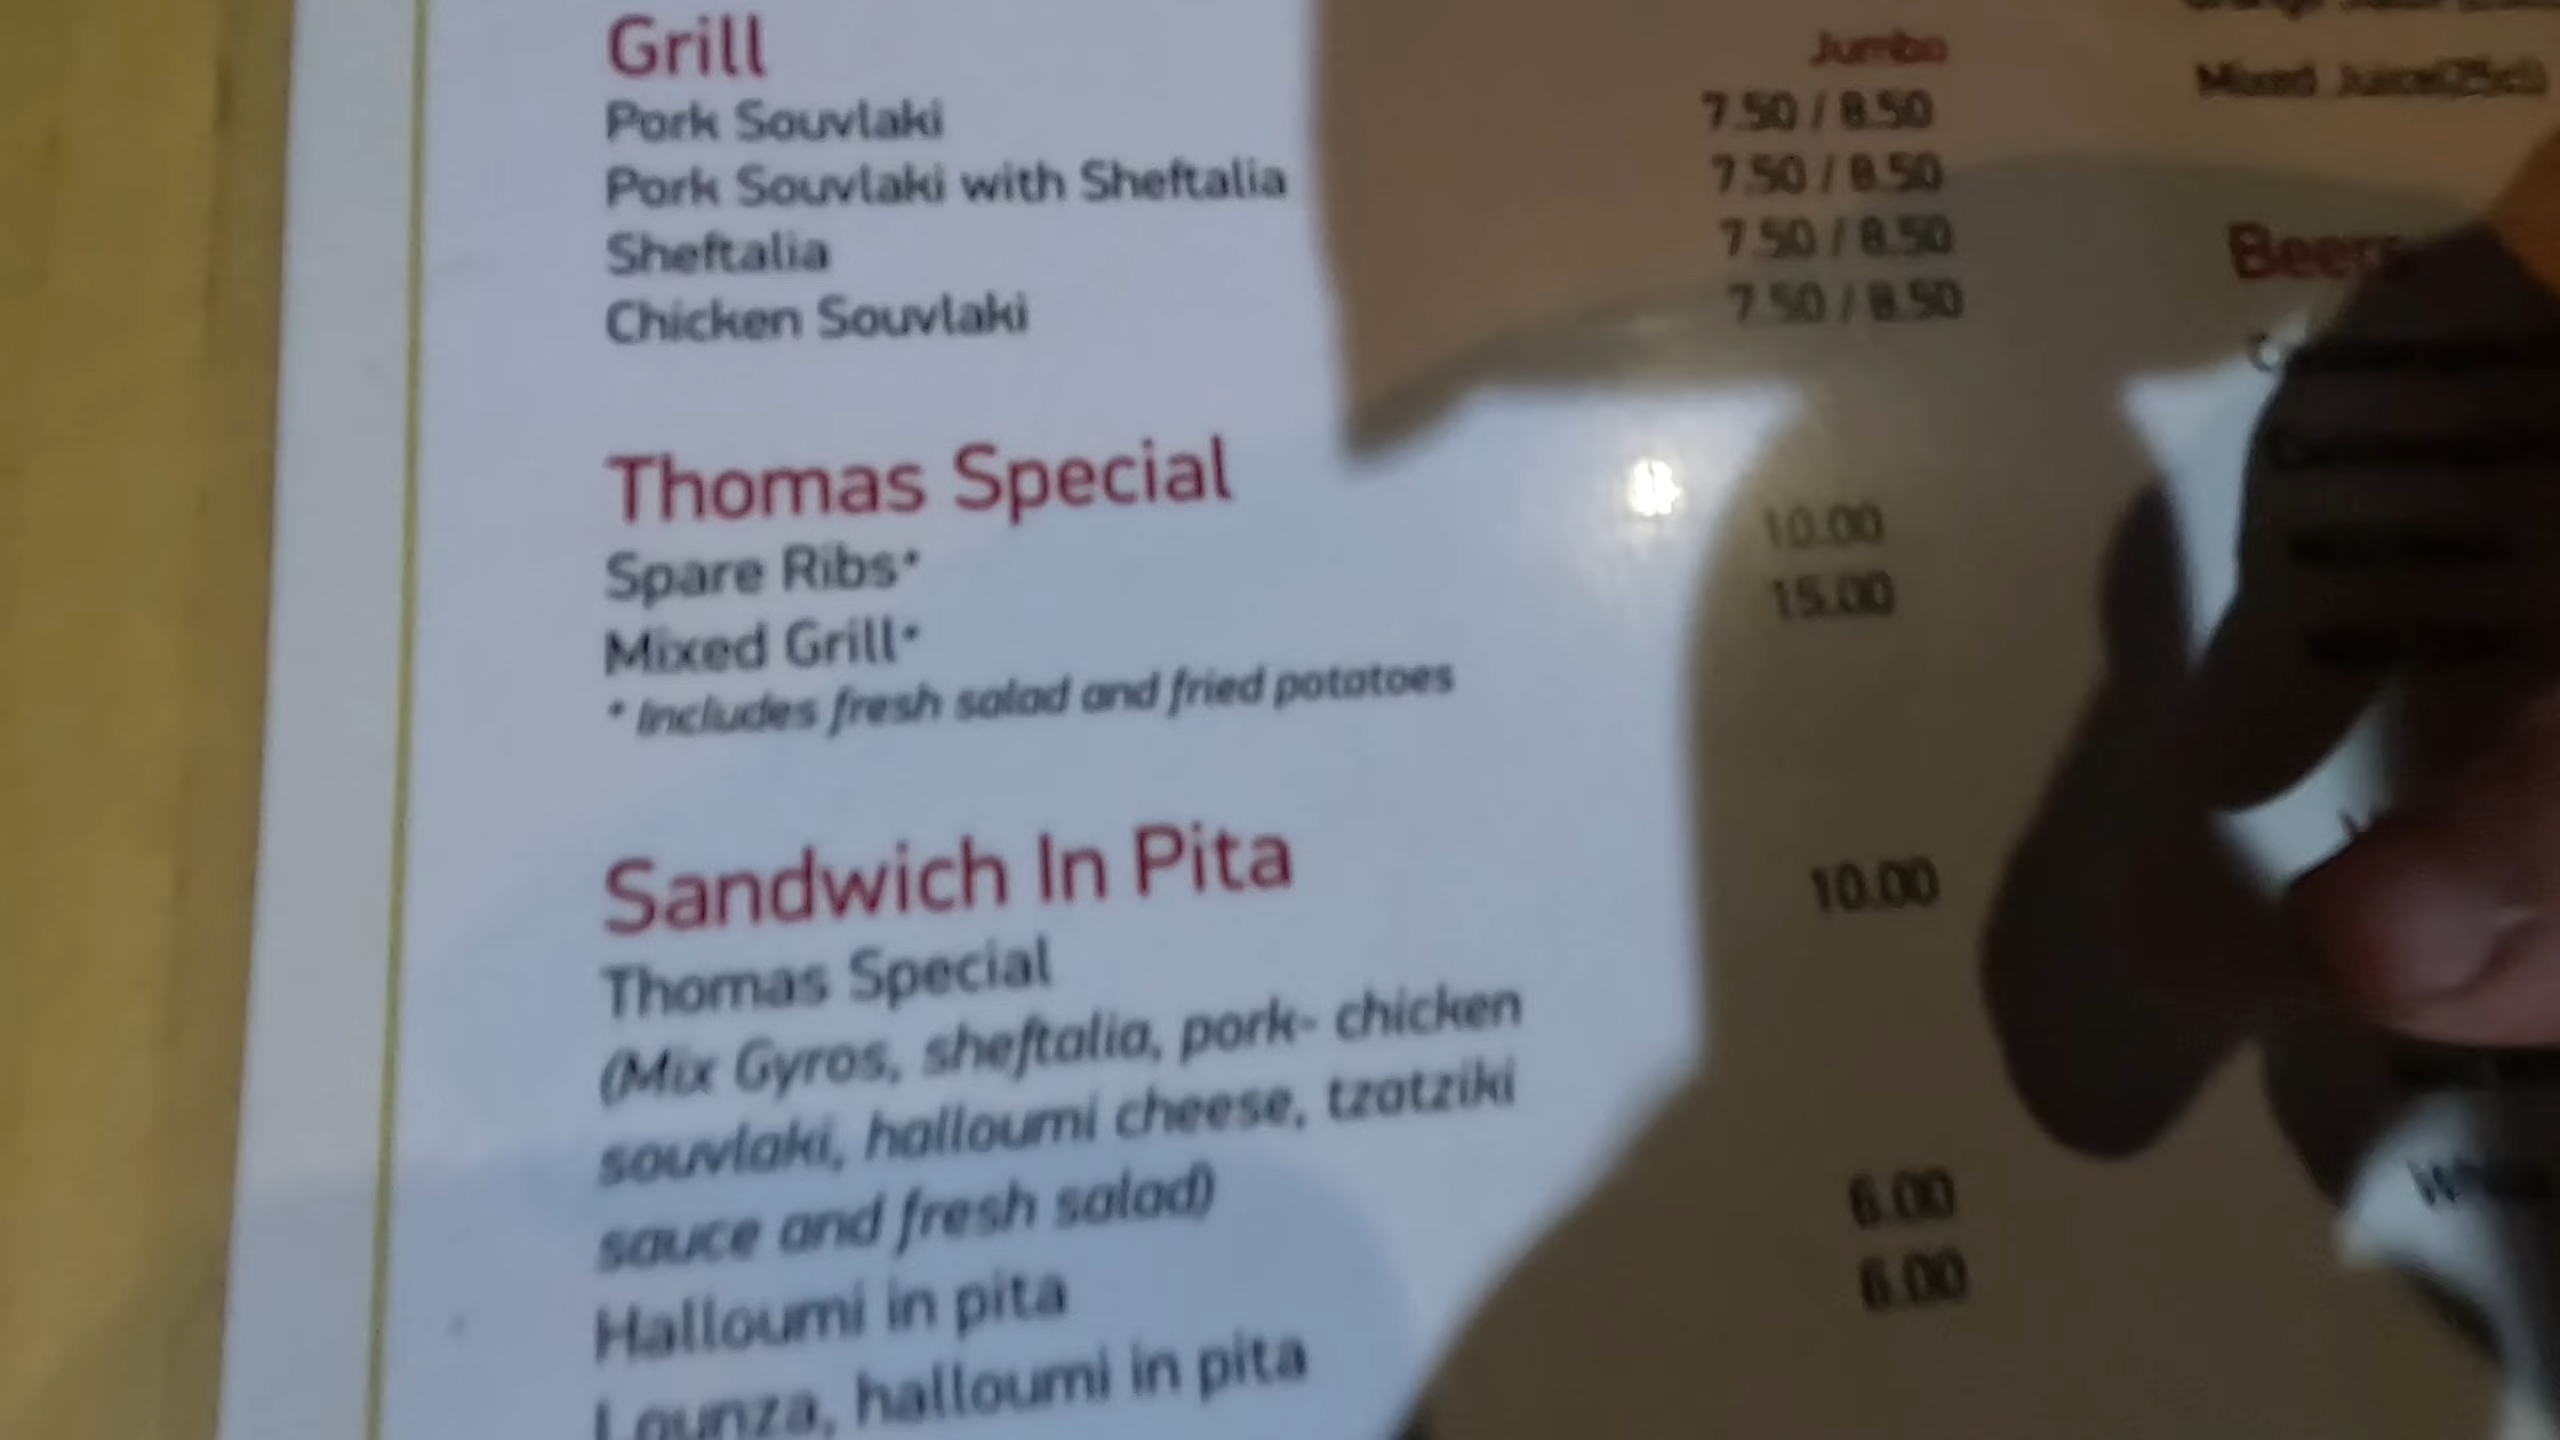 Grill
Jumbo
Pork Souvlaki 7.50 / 8.50
Pork Souvlaki with Sheftalia 7.50 / 8.50
Sheftalia 7.50 / 8.50
Chicken Souvlaki 7.50 / 8.50
Thomas Special
Spare Ribs* 10.00
Mixed Grill* 15.00
* Includes fresh salad and fried potatoes
Sandwich In Pita
Thomas Special 10.00
(Mix Gyros, sheftalia, pork- chicken
souvlaki, halloumi cheese, tzatziki
sauce and fresh salad)
Halloumi in pita 6.00
Lounza, halloumi in pita 6.00
Mixed Juice(25cl)
Beers